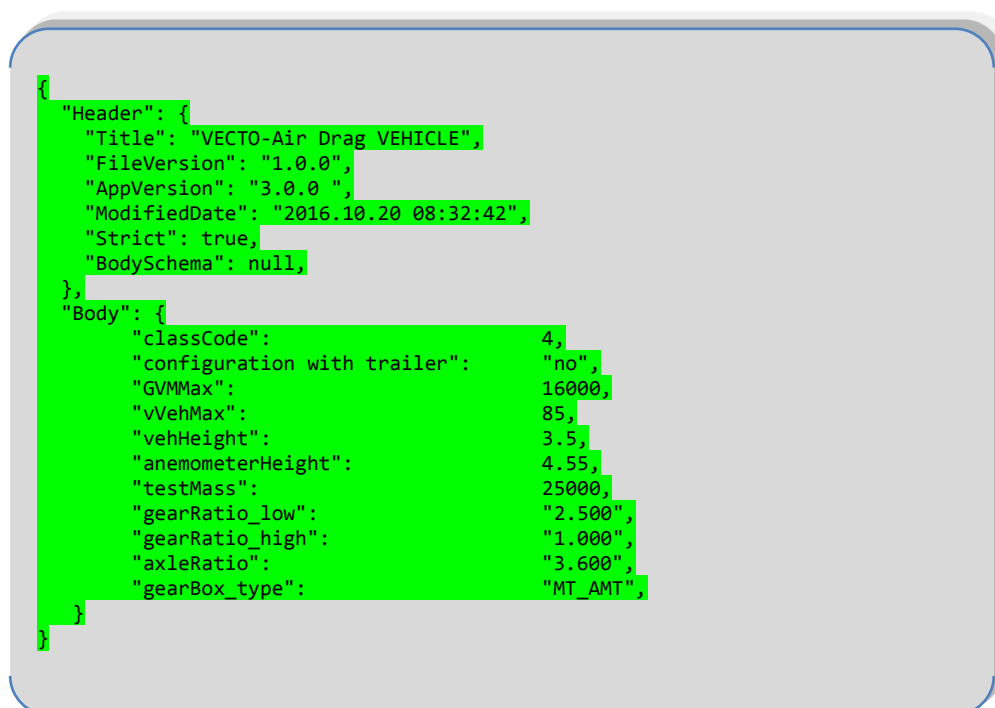 {
  "Header": {
    "Title": "VECTO-Air Drag VEHICLE",
    "FileVersion": "1.0.0",
    "AppVersion": "3.0.0 ",
    "ModifiedDate": "2016.10.20 08:32:42",
    "Strict": true,
    "BodySchema": null,
  },
  "Body": {
        "classCode":                     4,
        "configuration with trailer":    "no",
        "GVMMax":                        16000,
        "vVehMax":                       85,
        "vehHeight":                     3.5,
        "anemometerHeight":              4.55,
        "testMass":                      25000,
        "gearRatio_low":                 "2.500",
        "gearRatio_high":                "1.000",
        "axleRatio":                     "3.600",
        "gearBox_type":                  "MT_AMT",
   }
}